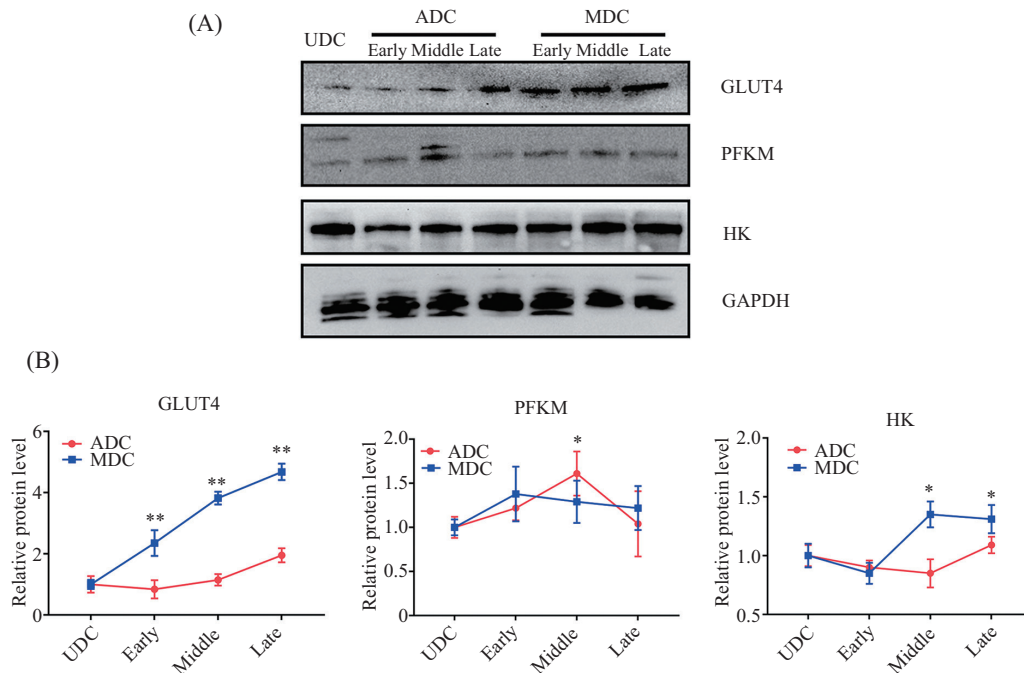 (A)
ADC MDC
UDC
Early Middle Late Early Middle Late
GLUT4
PFKM
HK
GAPDH
(B)
GLUT4
Relative protein level
6
4
2
0
ADC
MDC
**
**
**
UDC
Early
Middle
Late
PFKM
Relative protein level
2.0
1.5
1.0
0.5
0
ADC
MDC
*
UDC
Early
Middle
Late
HK
Relative protein level
2.0
1.5
1.0
0.5
ADC
MDC
*
*
UDC
Early
Middle
Late